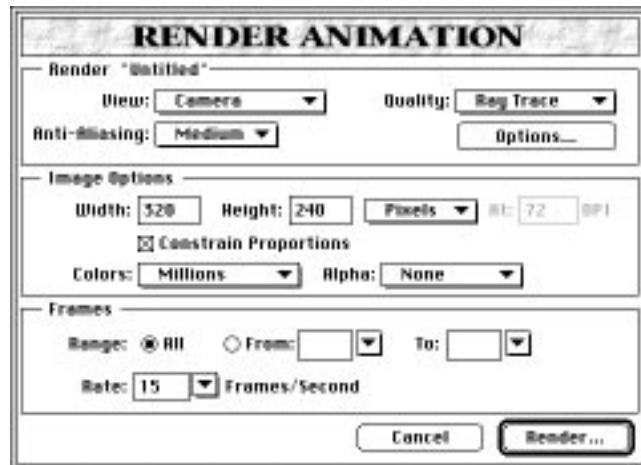 RENDER ANIMATION
Render "Untitled"
View: Camera Quality: Ray Trace
Anti-Aliasing: Medium Options...
Image Options
Width: 320 Height: 240 Pixels At: 72 DPI
Constrain Proportions
Colors: Millions Alpha: None
Frames
Range: All From: To:
Rate: 15 Frames/Second
Cancel Render...